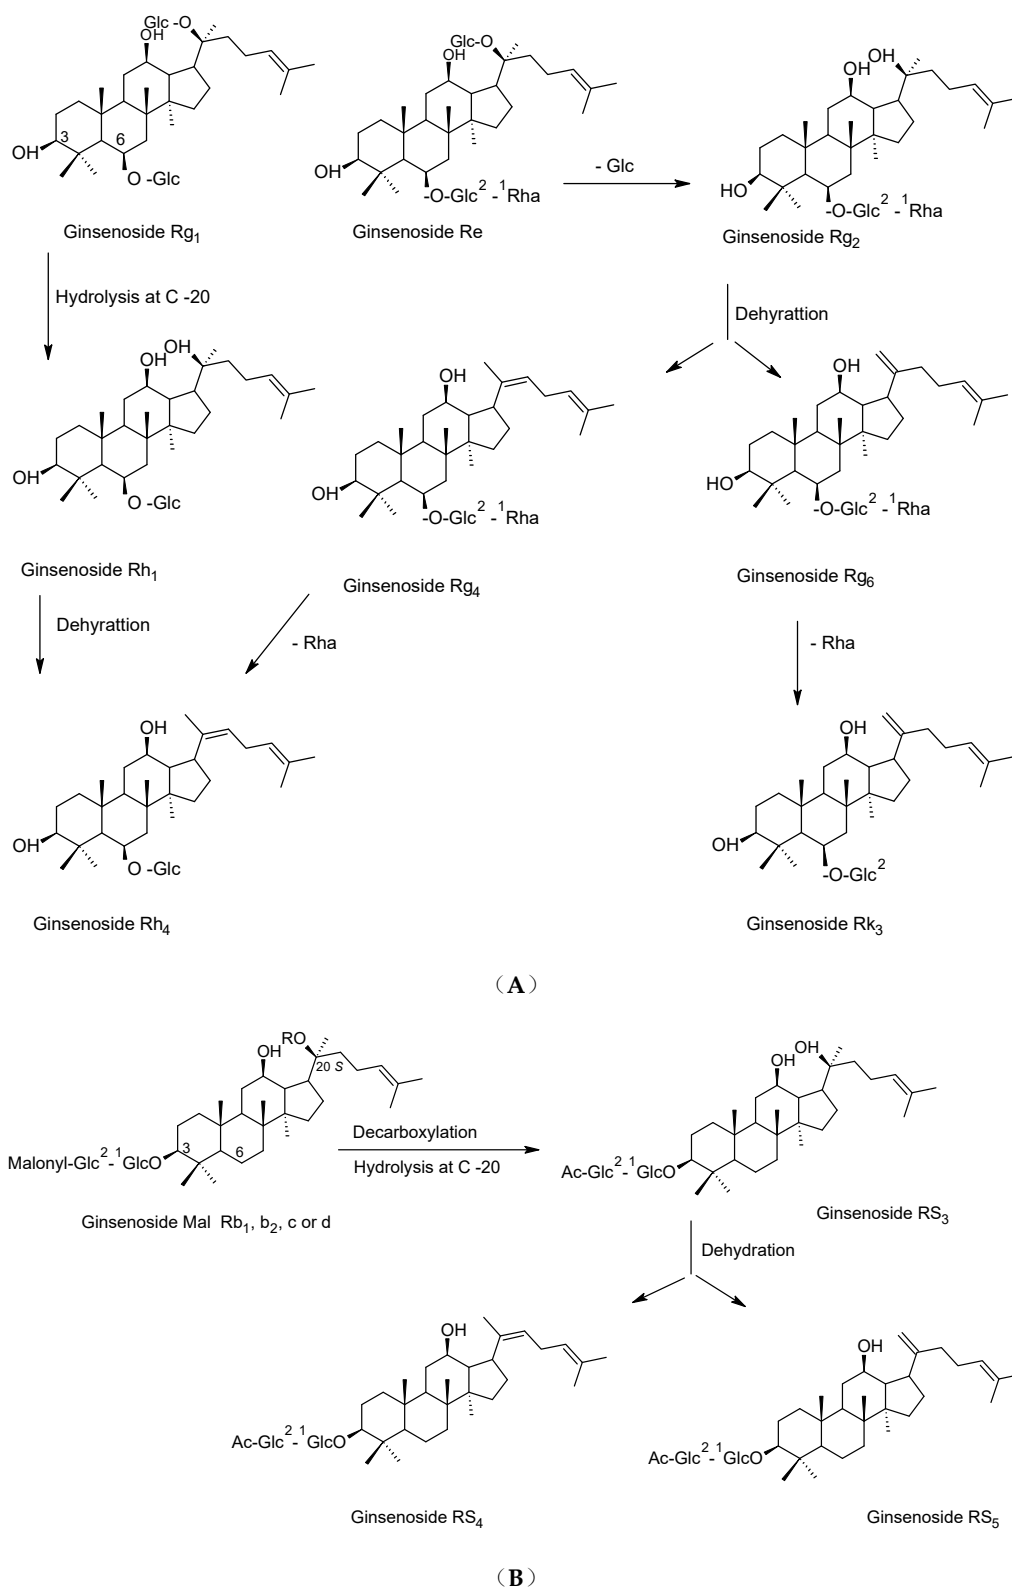 Glc -O
OH
3
6
OH
O -Glc
Ginsenoside Rg1
Glc-O
OH
OH
-O-Glc2 -1Rha
Ginsenoside Re
- Glc
OH
OH
HO
-O-Glc2 -1Rha
Ginsenoside Rg2
Hydrolysis at C -20
Dehyrattion
OH
OH
OH
O -Glc
Ginsenoside Rh1
OH
OH
-O-Glc2 -1Rha
Ginsenoside Rg4
OH
HO
-O-Glc2 -1Rha
Ginsenoside Rg6
Dehyrattion
- Rha
- Rha
OH
OH
O -Glc
Ginsenoside Rh4
OH
OH
-O-Glc2
Ginsenoside Rk3
(A)
RO
OH
20 S
3
6
Malonyl-Glc2-1GlcO
Ginsenoside Mal Rb1, b2, c or d
Decarboxylation
Hydrolysis at C -20
OH
OH
Ac-Glc2-1GlcO
Ginsenoside RS3
Dehydration
OH
Ac-Glc2-1GlcO
Ginsenoside RS4
OH
Ac-Glc2-1GlcO
Ginsenoside RS5
(B)